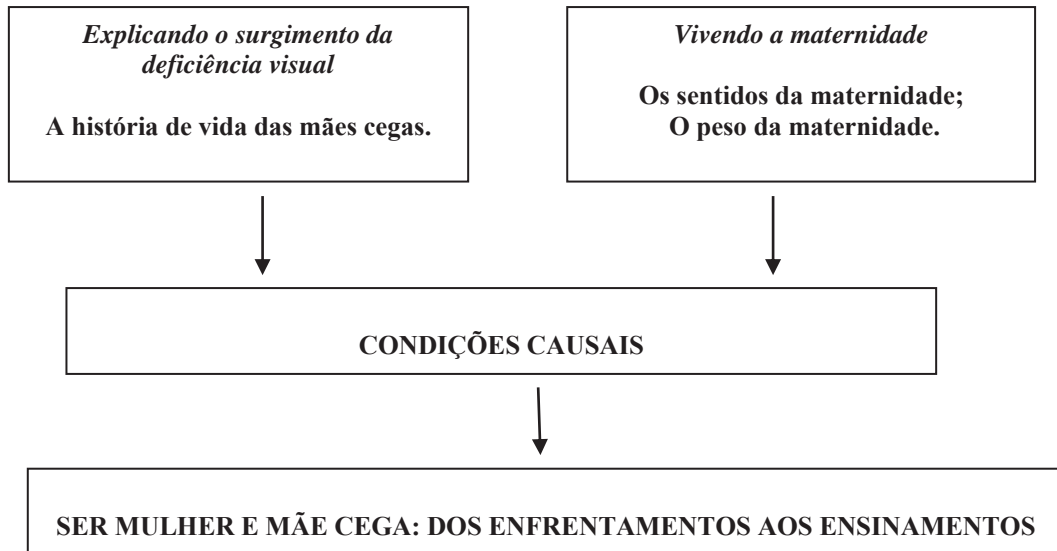 Explicando o surgimento da
deficiência visual
A história de vida das mães cegas.
Vivendo a maternidade
Os sentidos da maternidade;
O peso da maternidade.
CONDIÇÕES CAUSAIS
SER MULHER E MÃE CEGA: DOS ENFRENTAMENTOS AOS ENSINAMENTOS